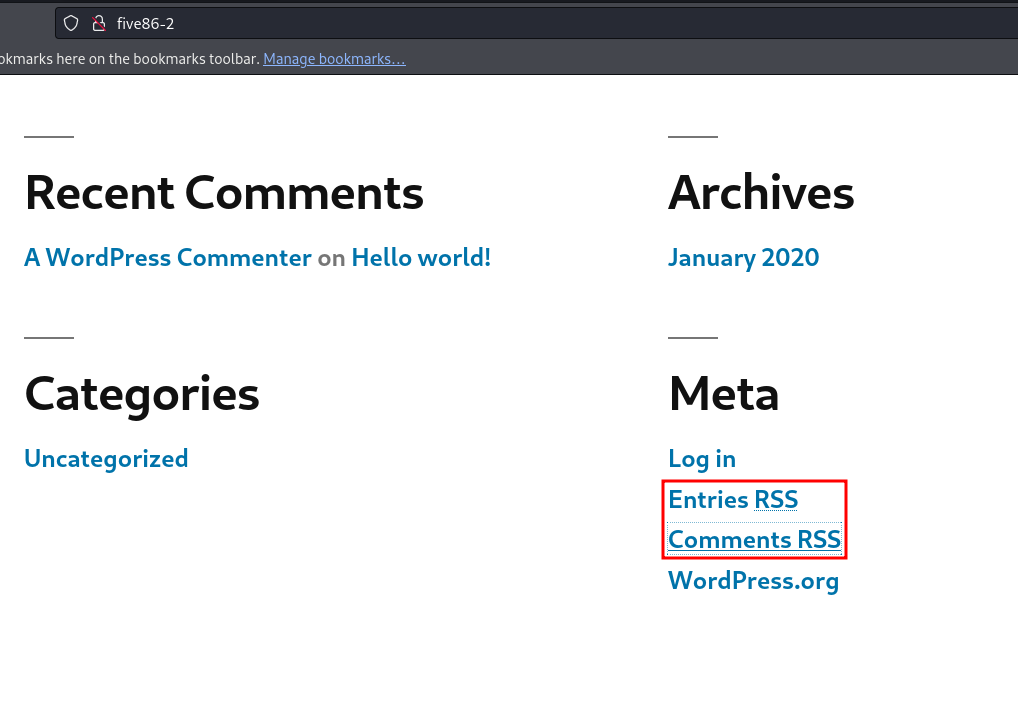 five86-2
okmarks here on the bookmarks toolbar. Manage bookmarks…
Recent Comments
A WordPress Commenter on Hello world!
Archives
January 2020
Categories
Uncategorized
Meta
Log in
Entries RSS
Comments RSS
WordPress.org